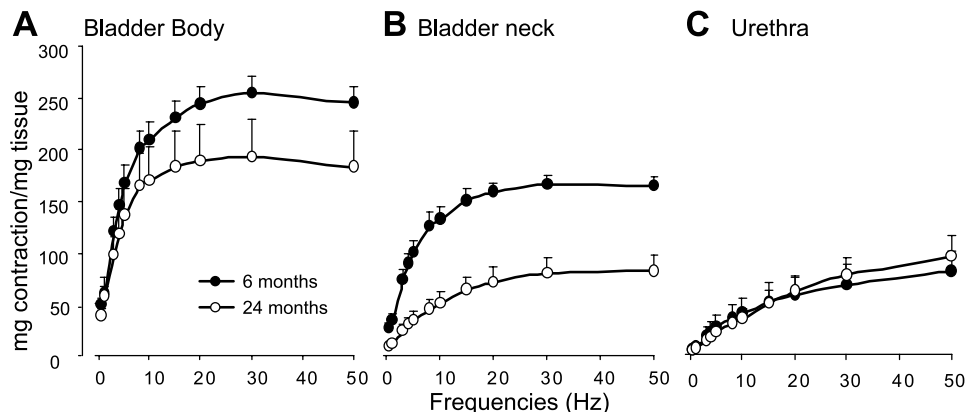 A Bladder Body
B Bladder neck
C Urethra
mg contraction/mg tissue
300
250
200
150
100
50
0
6 months
24 months
0 10 20 30 40 50
0 10 20 30 40 50
0 10 20 30 40 50
Frequencies (Hz)